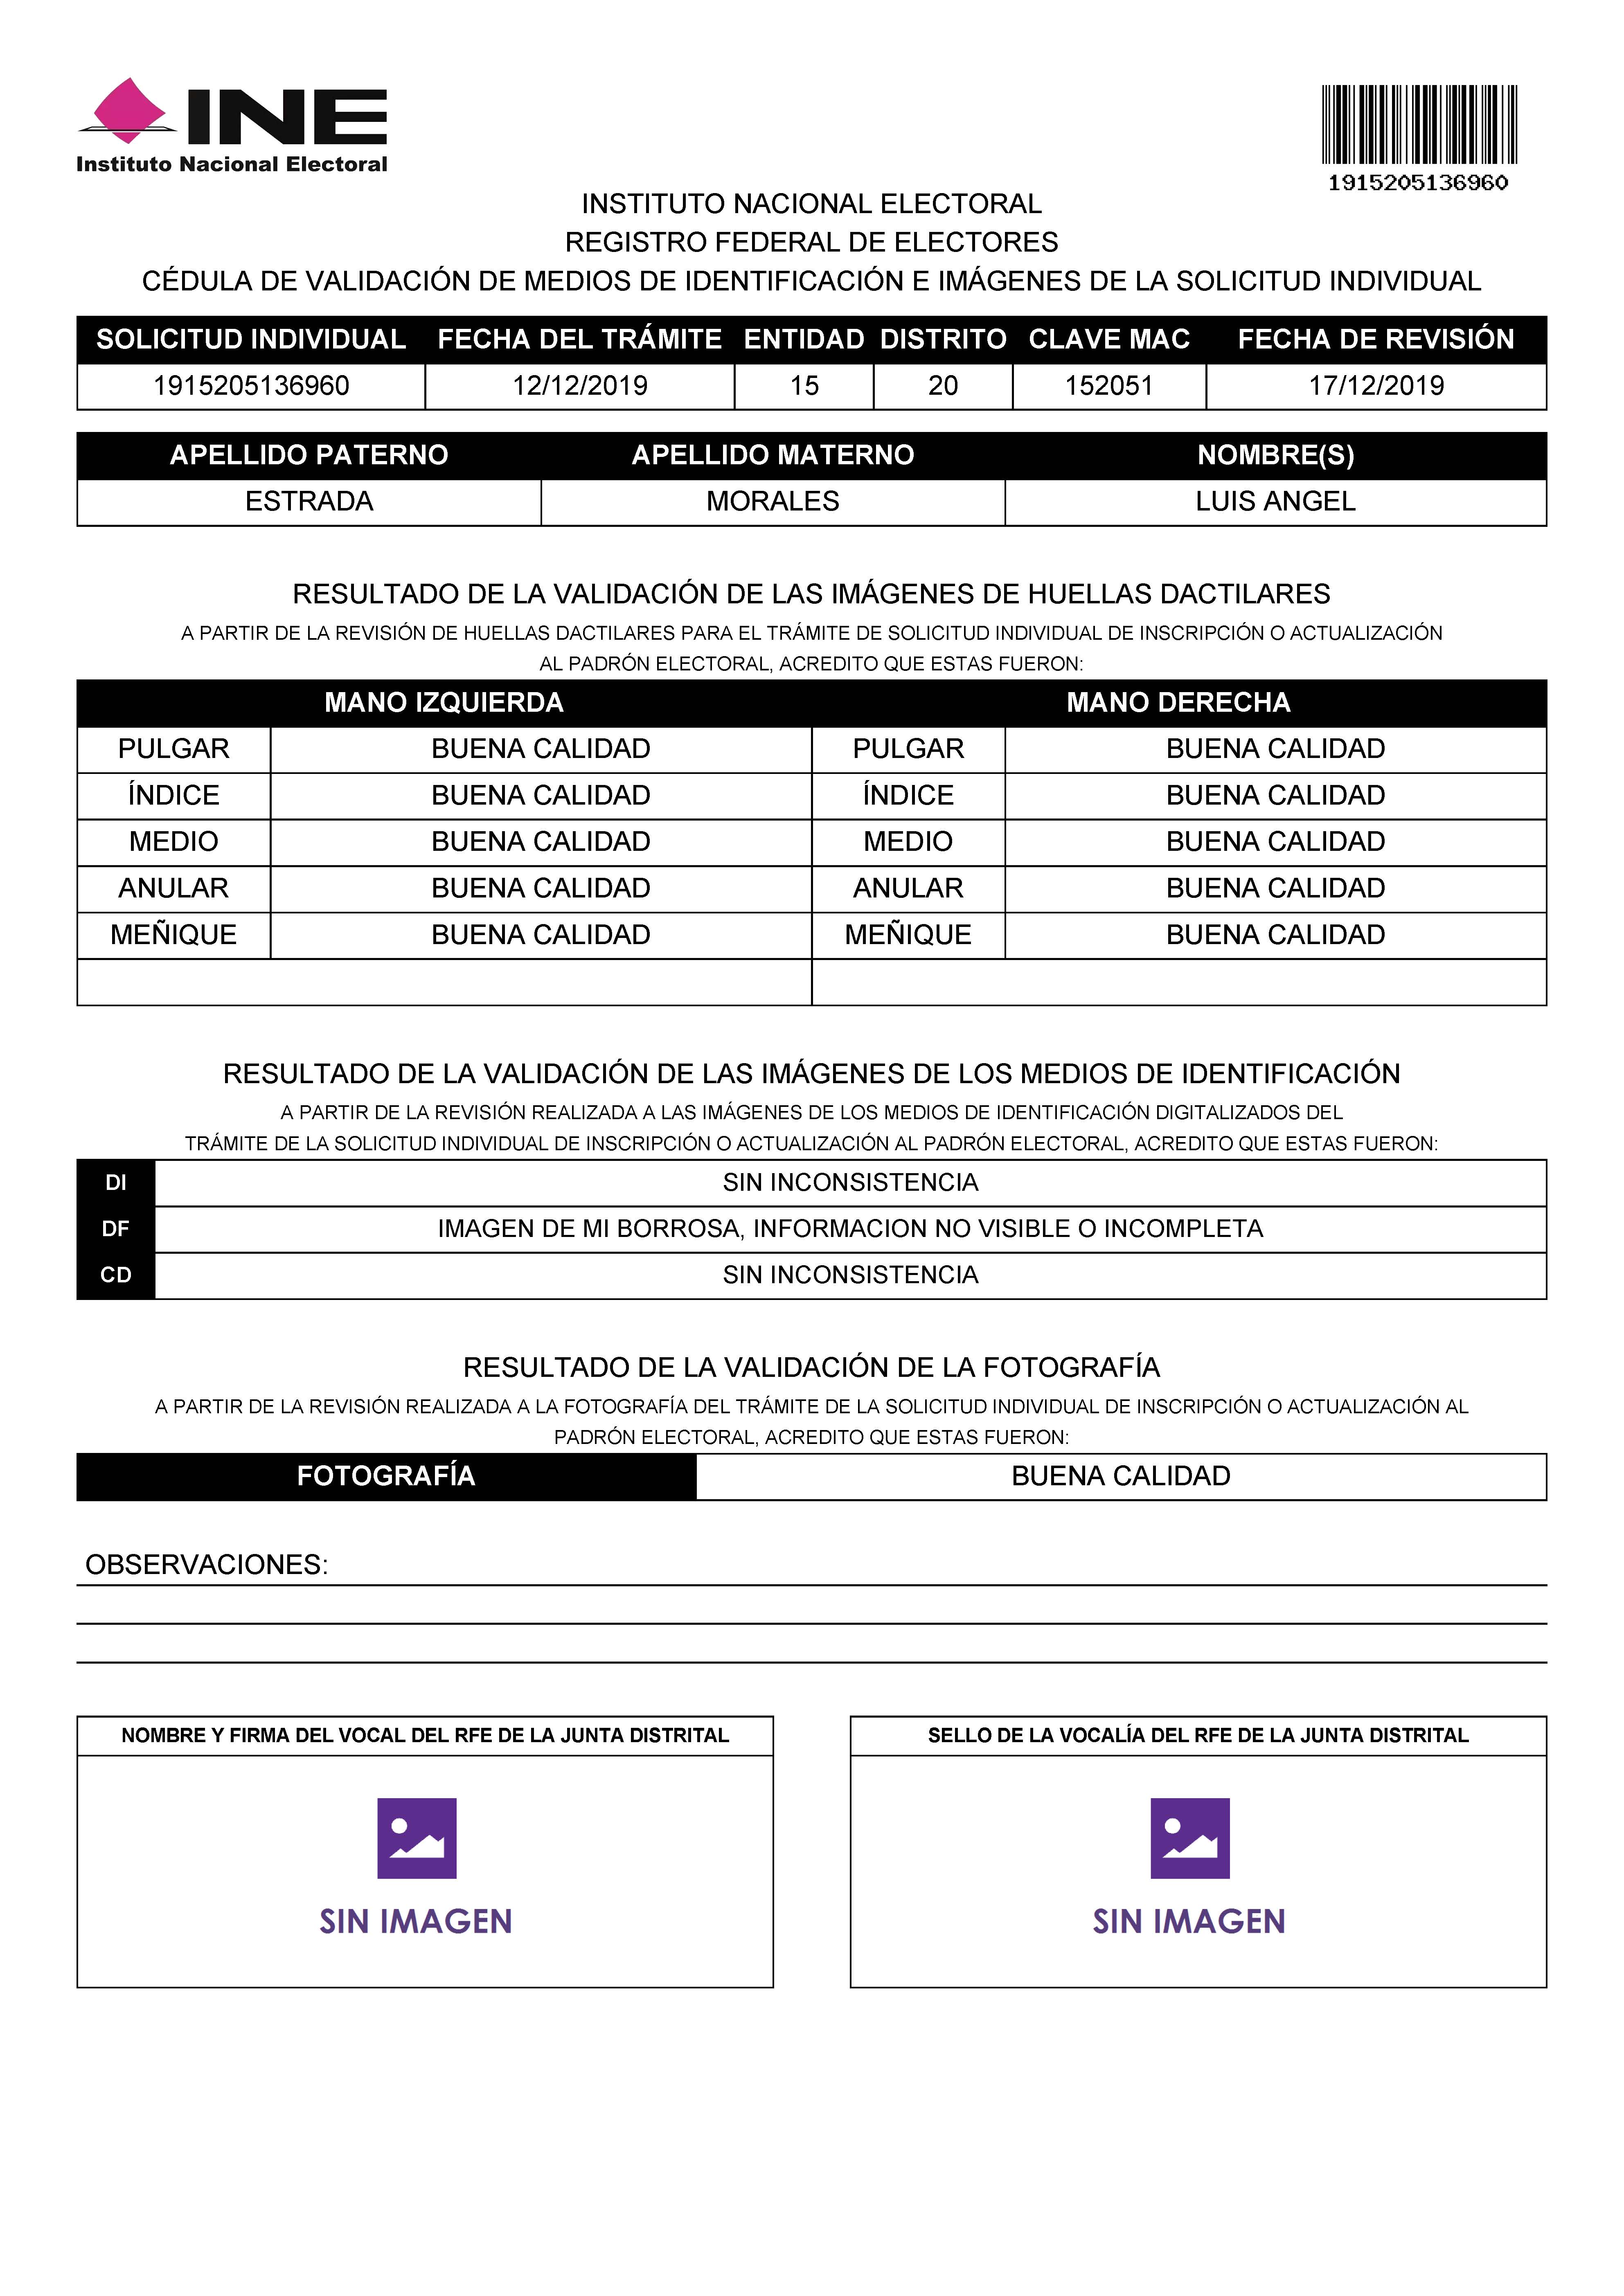 INE
Instituto Nacional Electoral
1915205136960
INSTITUTO NACIONAL ELECTORAL
REGISTRO FEDERAL DE ELECTORES
CÉDULA DE VALIDACIÓN DE MEDIOS DE IDENTIFICACIÓN E IMÁGENES DE LA SOLICITUD INDIVIDUAL
SOLICITUD INDIVIDUAL FECHA DEL TRÁMITE ENTIDAD DISTRITO CLAVE MAC FECHA DE REVISIÓN
1915205136960 12/12/2019 15 20 152051 17/12/2019
APELLIDO PATERNO APELLIDO MATERNO NOMBRE(S)
ESTRADA MORALES LUIS ANGEL
RESULTADO DE LA VALIDACIÓN DE LAS IMÁGENES DE HUELLAS DACTILARES
A PARTIR DE LA REVISIÓN DE HUELLAS DACTILARES PARA EL TRÁMITE DE SOLICITUD INDIVIDUAL DE INSCRIPCIÓN O ACTUALIZACIÓN
AL PADRÓN ELECTORAL, ACREDITO QUE ESTAS FUERON:
MANO IZQUIERDA MANO DERECHA
PULGAR BUENA CALIDAD PULGAR BUENA CALIDAD
ÍNDICE BUENA CALIDAD ÍNDICE BUENA CALIDAD
MEDIO BUENA CALIDAD MEDIO BUENA CALIDAD
ANULAR BUENA CALIDAD ANULAR BUENA CALIDAD
MEÑIQUE BUENA CALIDAD MEÑIQUE BUENA CALIDAD
RESULTADO DE LA VALIDACIÓN DE LAS IMÁGENES DE LOS MEDIOS DE IDENTIFICACIÓN
A PARTIR DE LA REVISIÓN REALIZADA A LAS IMÁGENES DE LOS MEDIOS DE IDENTIFICACIÓN DIGITALIZADOS DEL
TRÁMITE DE LA SOLICITUD INDIVIDUAL DE INSCRIPCIÓN O ACTUALIZACIÓN AL PADRÓN ELECTORAL, ACREDITO QUE ESTAS FUERON:
DI SIN INCONSISTENCIA
DF IMAGEN DE MI BORROSA, INFORMACION NO VISIBLE O INCOMPLETA
CD SIN INCONSISTENCIA
RESULTADO DE LA VALIDACIÓN DE LA FOTOGRAFÍA
A PARTIR DE LA REVISIÓN REALIZADA A LA FOTOGRAFÍA DEL TRÁMITE DE LA SOLICITUD INDIVIDUAL DE INSCRIPCIÓN O ACTUALIZACIÓN AL
PADRÓN ELECTORAL, ACREDITO QUE ESTAS FUERON:
FOTOGRAFÍA BUENA CALIDAD
OBSERVACIONES:
NOMBRE Y FIRMA DEL VOCAL DEL RFE DE LA JUNTA DISTRITAL SELLO DE LA VOCALÍA DEL RFE DE LA JUNTA DISTRITAL
SIN IMAGEN SIN IMAGEN